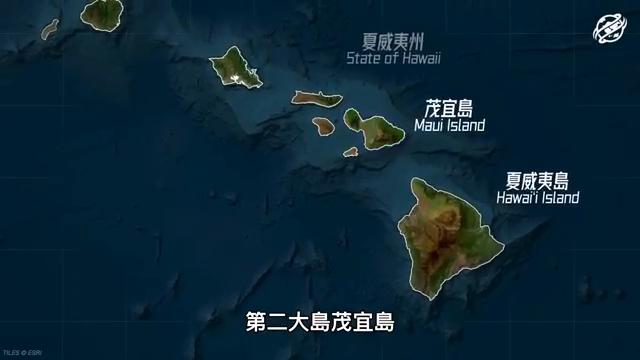 夏威夷州
State of Hawaii
茂宜島
Maui Island
夏威夷島
Hawai'i Island
第二大島茂宜島
TILES © ESRI